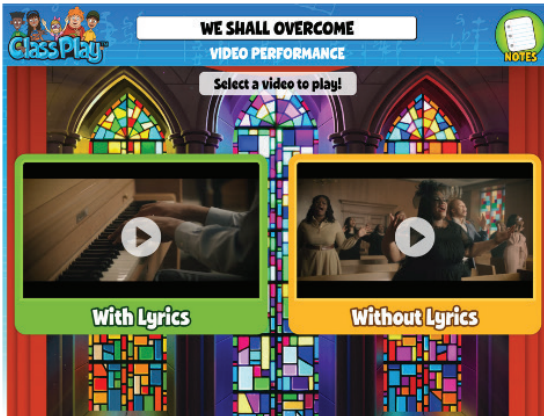 ClassPlay
WE SHALL OVERCOME
VIDEO PERFORMANCE
NOTES
Select a video to play!
With Lyrics
Without Lyrics